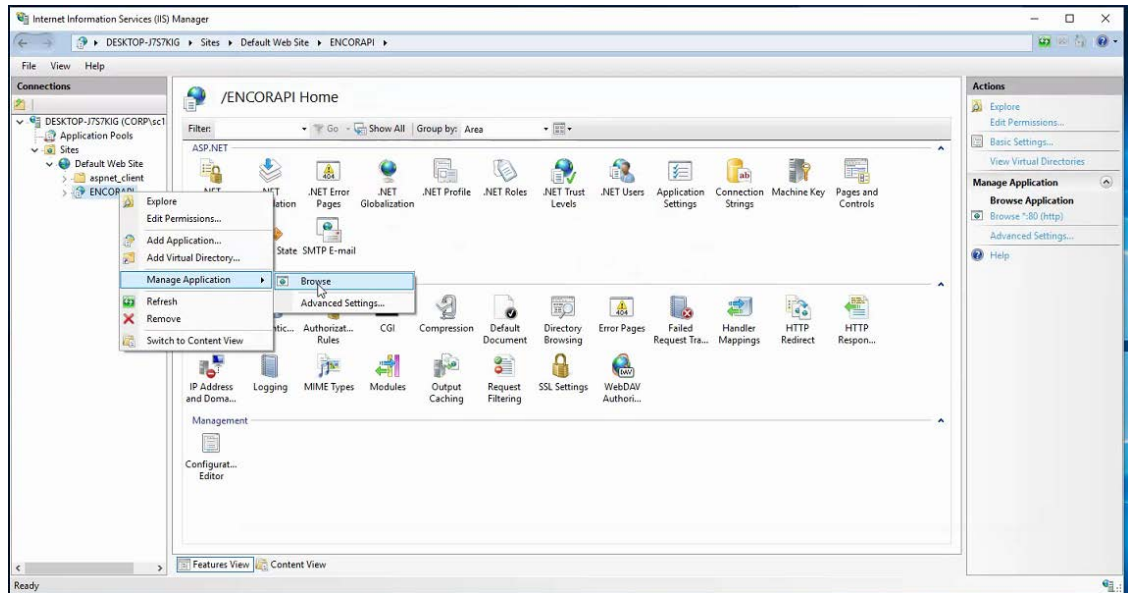 Internet Information Services (IIS) Manager
DESKTOP-J7S7KIG ▸ Sites ▸ Default Web Site ▸ ENCORAPI ▸
File View Help
Connections
DESKTOP-J7S7KIG (CORP\sc1
Application Pools
Sites
Default Web Site
aspnet_client
ENCORAPI
Explore
Edit Permissions...
Add Application...
Add Virtual Directory...
Manage Application
Refresh
Remove
Switch to Content View
Browse
Advanced Settings...
/ENCORAPI Home
Filter: Go Show All Group by: Area
ASP.NET
.NET Error Pages
.NET Globalization
.NET Profile
.NET Roles
.NET Trust Levels
.NET Users
Application Settings
Connection Strings
Machine Key
Pages and Controls
State
SMTP E-mail
Authorizat... Rules
CGI
Compression
Default Document
Directory Browsing
Error Pages
Failed Request Tra...
Handler Mappings
HTTP Redirect
HTTP Respon...
IP Address and Doma...
Logging
MIME Types
Modules
Output Caching
Request Filtering
SSL Settings
WebDAV Authori...
Management
Configurat... Editor
Features View Content View
Actions
Explore
Edit Permissions...
Basic Settings...
View Virtual Directories
Manage Application
Browse Application
Browse *:80 (http)
Advanced Settings...
Help
Ready